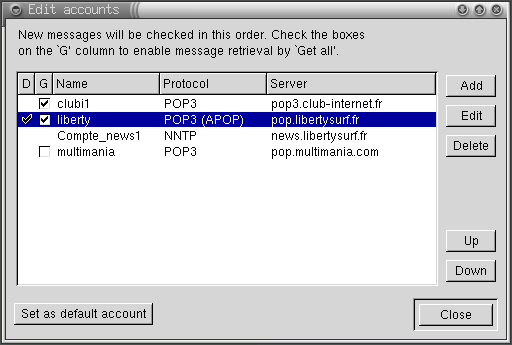 Edit accounts
New messages will be checked in this order. Check the boxes
on the `G' column to enable message retrieval by `Get all'.
D G Name Protocol Server
clubi1 POP3 pop3.club-internet.fr
liberty POP3 (APOP) pop.libertysurf.fr
Compte_news1 NNTP news.libertysurf.fr
multimania POP3 pop.multimania.com
Add
Edit
Delete
Up
Down
Set as default account
Close